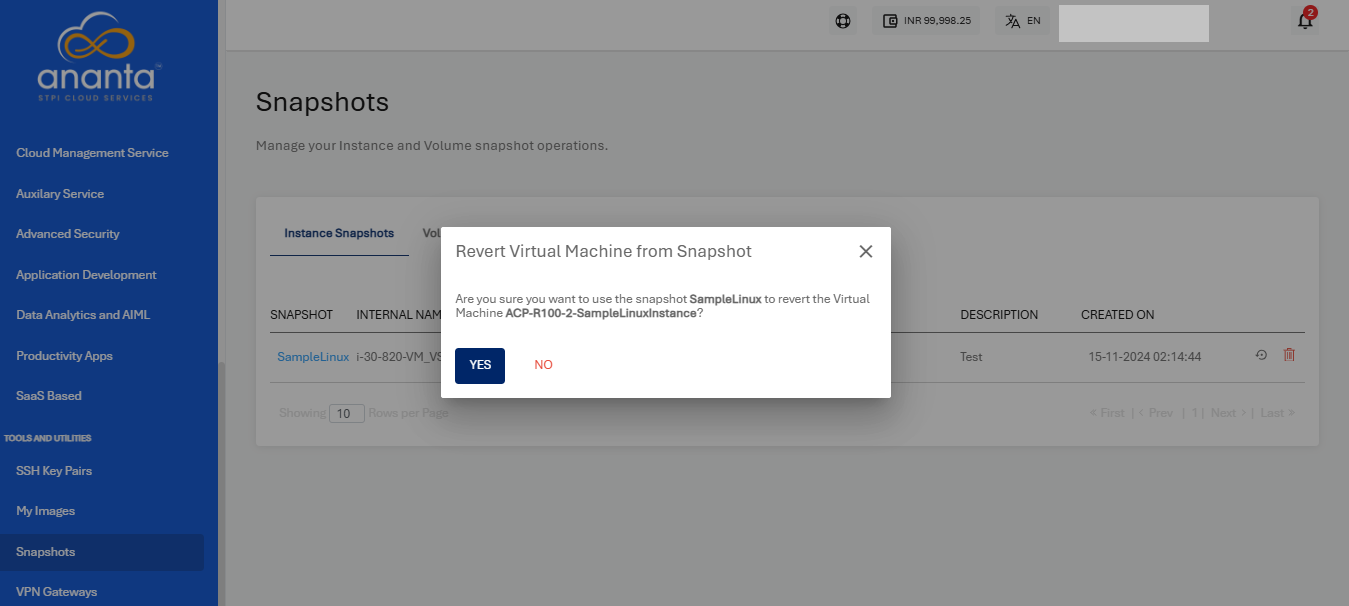 ananta
STPI CLOUD SERVICES
Cloud Management Service
Auxilary Service
Advanced Security
Application Development
Data Analytics and AIML
Productivity Apps
SaaS Based
TOOLS AND UTILITIES
SSH Key Pairs
My Images
Snapshots
VPN Gateways
INR 99,998.25
EN
2
Snapshots
Manage your Instance and Volume snapshot operations.
Instance Snapshots
Vol
SNAPSHOT INTERNAL NAM DESCRIPTION CREATED ON
SampleLinux i-30-820-VM_VS Test 15-11-2024 02:14:44
Showing 10 Rows per Page
« First | < Prev | 1 | Next > | Last »
Revert Virtual Machine from Snapshot
Are you sure you want to use the snapshot SampleLinux to revert the Virtual
Machine ACP-R100-2-SampleLinuxInstance?
YES NO